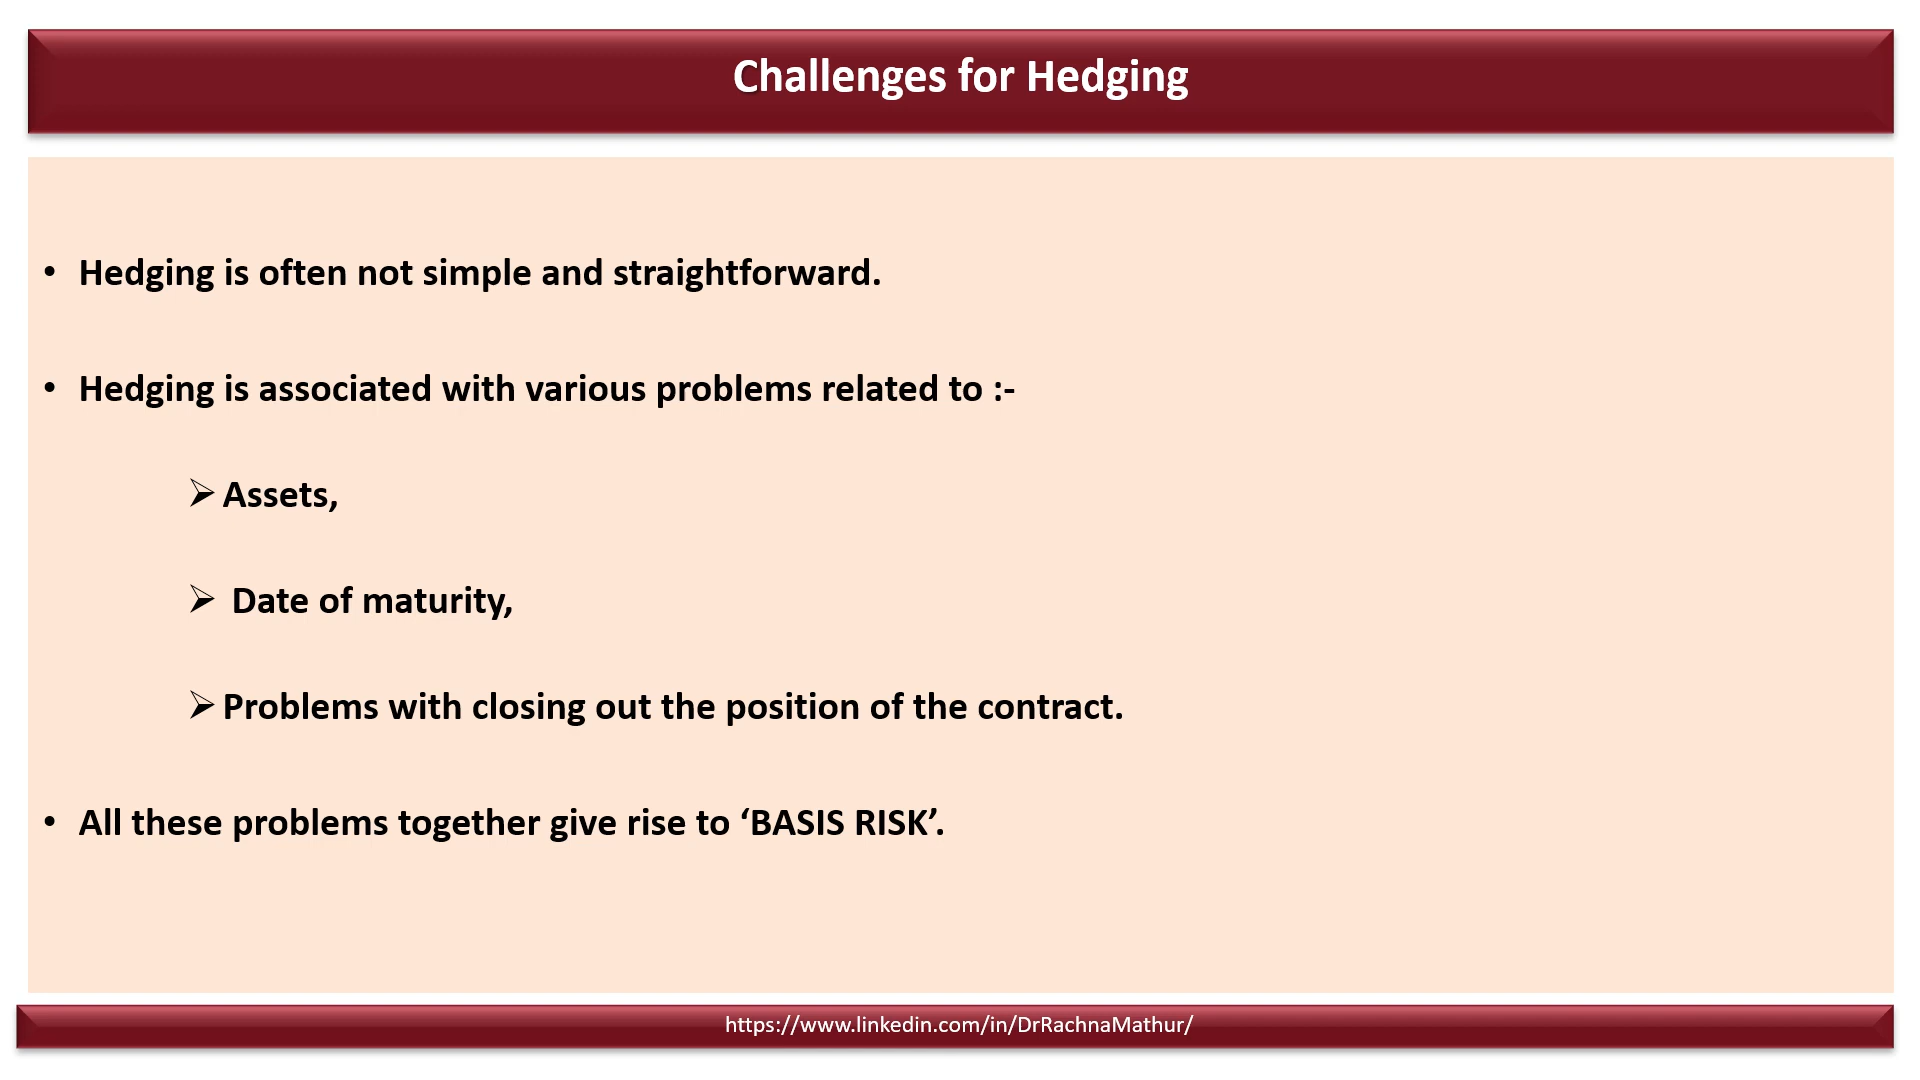 Challenges for Hedging
• Hedging is often not simple and straightforward.
• Hedging is associated with various problems related to :-
➢ Assets,
➢ Date of maturity,
➢ Problems with closing out the position of the contract.
• All these problems together give rise to ‘BASIS RISK’.
https://www.linkedin.com/in/DrRachnaMathur/